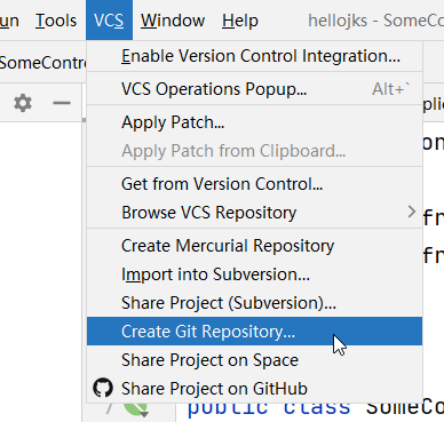 un Tools VCS Window Help hellojks - SomeCo
SomeContro
Enable Version Control Integration...
VCS Operations Popup... Alt+`
Apply Patch...
Apply Patch from Clipboard...
Get from Version Control...
Browse VCS Repository
Create Mercurial Repository
Import into Subversion...
Share Project (Subversion)...
Create Git Repository...
Share Project on Space
Share Project on GitHub
plic
on
fr
fr
7 public class SomeCo